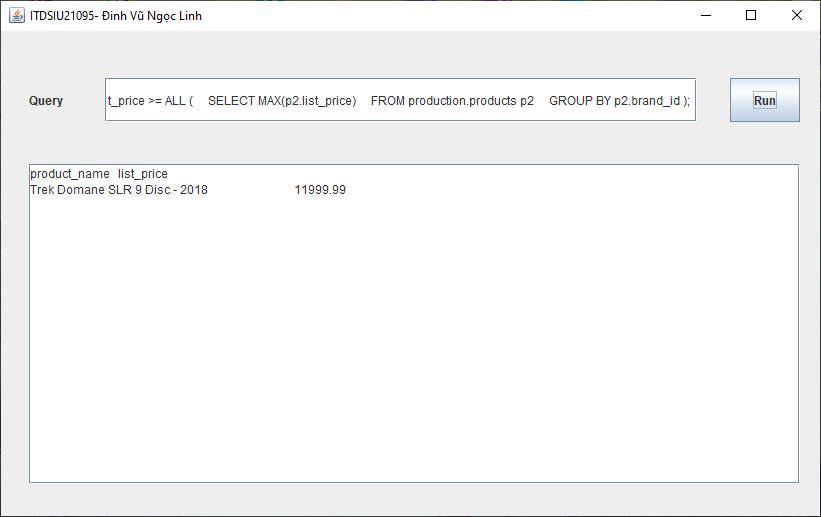 ITDSIU21095- Đinh Vũ Ngọc Linh
Query
t_price >= ALL ( SELECT MAX(p2.list_price) FROM production.products p2 GROUP BY p2.brand_id );
Run
product_name list_price
Trek Domane SLR 9 Disc - 2018 11999.99